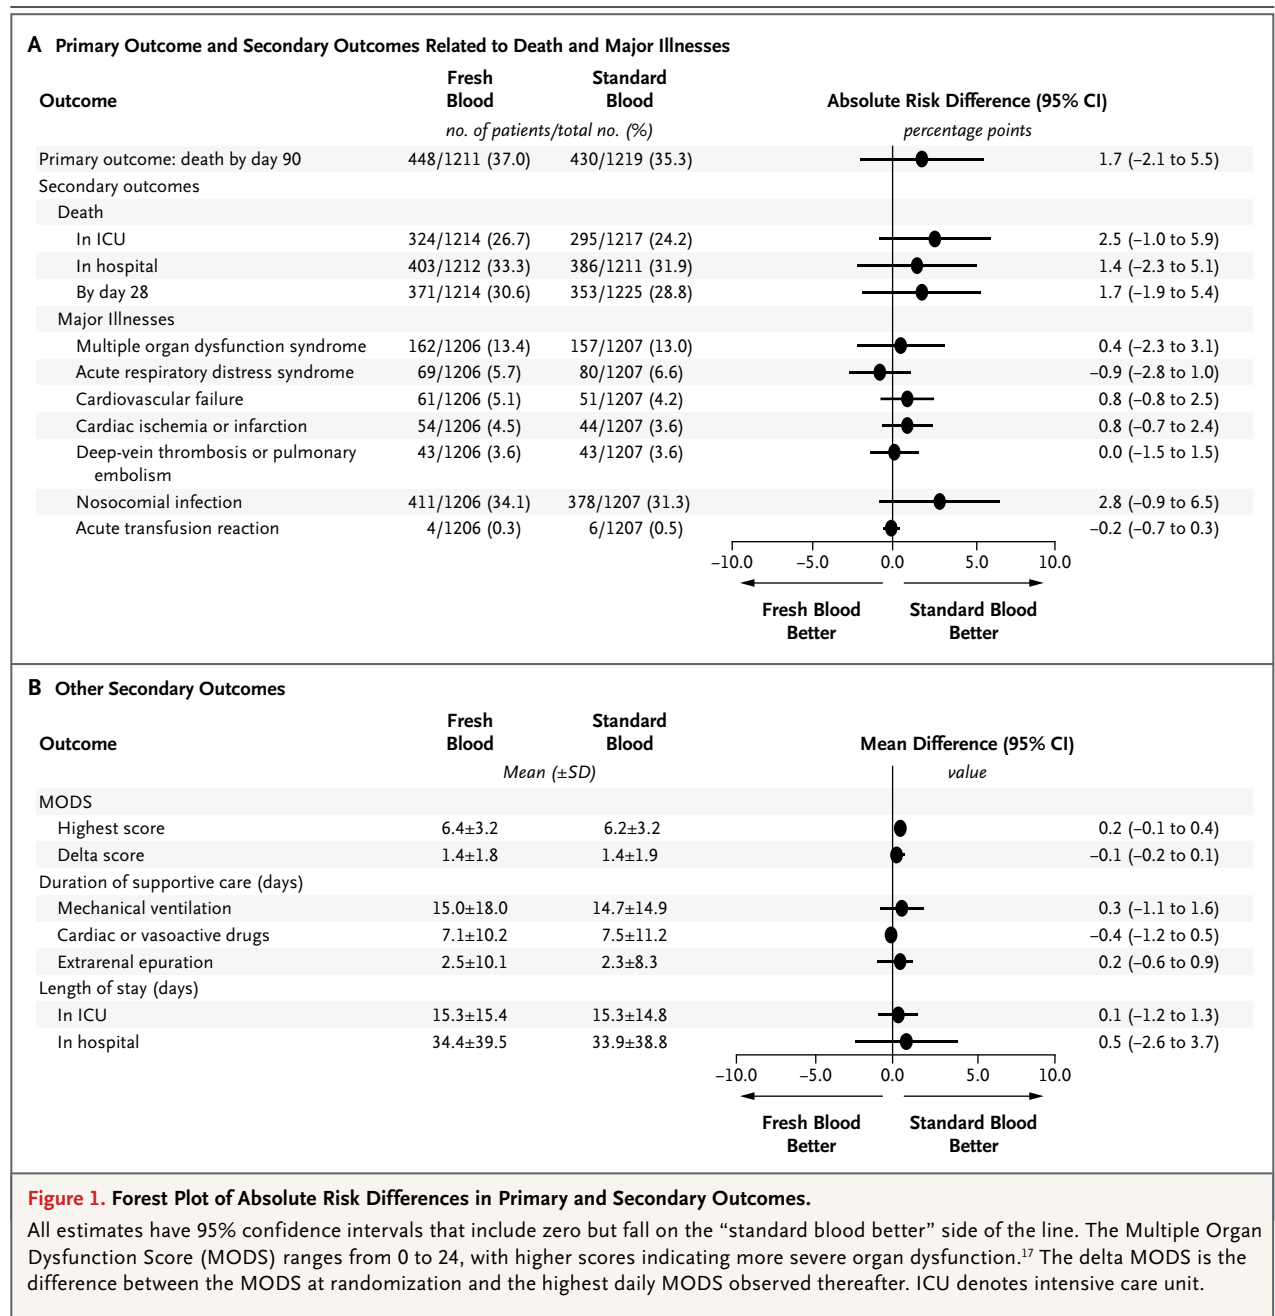 A Primary Outcome and Secondary Outcomes Related to Death and Major Illnesses
Outcome Fresh Blood Standard Blood Absolute Risk Difference (95% CI)
no. of patients/total no. (%) percentage points
Primary outcome: death by day 90 448/1211 (37.0) 430/1219 (35.3) 1.7 (–2.1 to 5.5)
Secondary outcomes
Death
In ICU 324/1214 (26.7) 295/1217 (24.2) 2.5 (–1.0 to 5.9)
In hospital 403/1212 (33.3) 386/1211 (31.9) 1.4 (–2.3 to 5.1)
By day 28 371/1214 (30.6) 353/1225 (28.8) 1.7 (–1.9 to 5.4)
Major Illnesses
Multiple organ dysfunction syndrome 162/1206 (13.4) 157/1207 (13.0) 0.4 (–2.3 to 3.1)
Acute respiratory distress syndrome 69/1206 (5.7) 80/1207 (6.6) –0.9 (–2.8 to 1.0)
Cardiovascular failure 61/1206 (5.1) 51/1207 (4.2) 0.8 (–0.8 to 2.5)
Cardiac ischemia or infarction 54/1206 (4.5) 44/1207 (3.6) 0.8 (–0.7 to 2.4)
Deep-vein thrombosis or pulmonary 43/1206 (3.6) 43/1207 (3.6) 0.0 (–1.5 to 1.5)
embolism
Nosocomial infection 411/1206 (34.1) 378/1207 (31.3) 2.8 (–0.9 to 6.5)
Acute transfusion reaction 4/1206 (0.3) 6/1207 (0.5) –0.2 (–0.7 to 0.3)
–10.0 –5.0 0.0 5.0 10.0
Fresh Blood Standard Blood
Better Better
B Other Secondary Outcomes
Outcome Fresh Blood Standard Blood Mean Difference (95% CI)
Mean (±SD) value
MODS
Highest score 6.4±3.2 6.2±3.2 0.2 (–0.1 to 0.4)
Delta score 1.4±1.8 1.4±1.9 –0.1 (–0.2 to 0.1)
Duration of supportive care (days)
Mechanical ventilation 15.0±18.0 14.7±14.9 0.3 (–1.1 to 1.6)
Cardiac or vasoactive drugs 7.1±10.2 7.5±11.2 –0.4 (–1.2 to 0.5)
Extrarenal epuration 2.5±10.1 2.3±8.3 0.2 (–0.6 to 0.9)
Length of stay (days)
In ICU 15.3±15.4 15.3±14.8 0.1 (–1.2 to 1.3)
In hospital 34.4±39.5 33.9±38.8 0.5 (–2.6 to 3.7)
–10.0 –5.0 0.0 5.0 10.0
Fresh Blood Standard Blood
Better Better
Figure 1. Forest Plot of Absolute Risk Differences in Primary and Secondary Outcomes.
All estimates have 95% confidence intervals that include zero but fall on the “standard blood better” side of the line. The Multiple Organ
Dysfunction Score (MODS) ranges from 0 to 24, with higher scores indicating more severe organ dysfunction.17 The delta MODS is the
difference between the MODS at randomization and the highest daily MODS observed thereafter. ICU denotes intensive care unit.